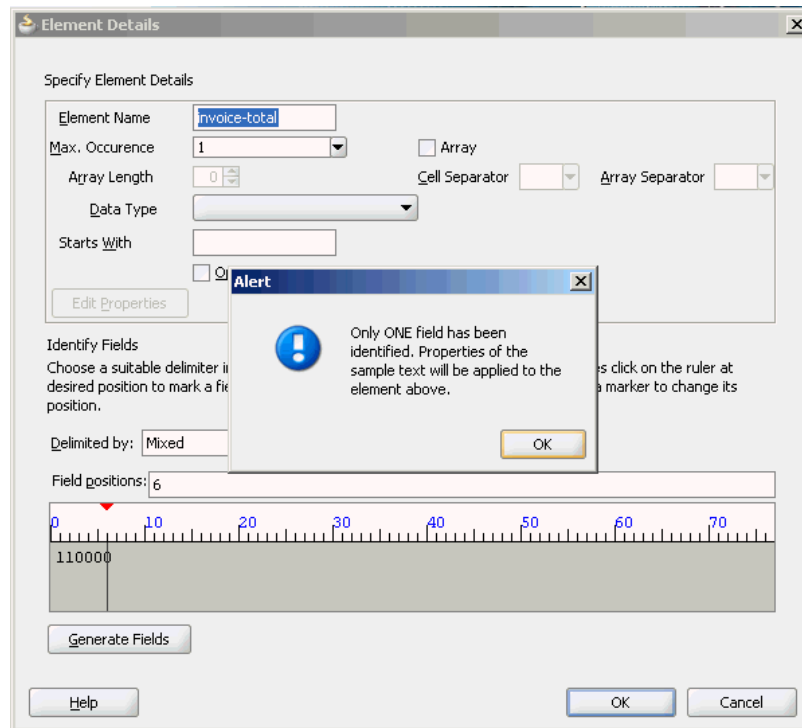 Element Details
Specify Element Details
Element Name invoice-total
Max. Occurence 1 Array
Array Length 0 Cell Separator Array Separator
Data Type
Starts With
Alert
Edit Properties
Only ONE field has been
identified. Properties of the
sample text will be applied to the
element above.
OK
Identify Fields
Choose a suitable delimiter click on the ruler at
desired position to mark a marker to change its
position.
Delimited by: Mixed
Field positions: 6
0 10 20 30 40 50 60 70
110000
Generate Fields
Help OK Cancel